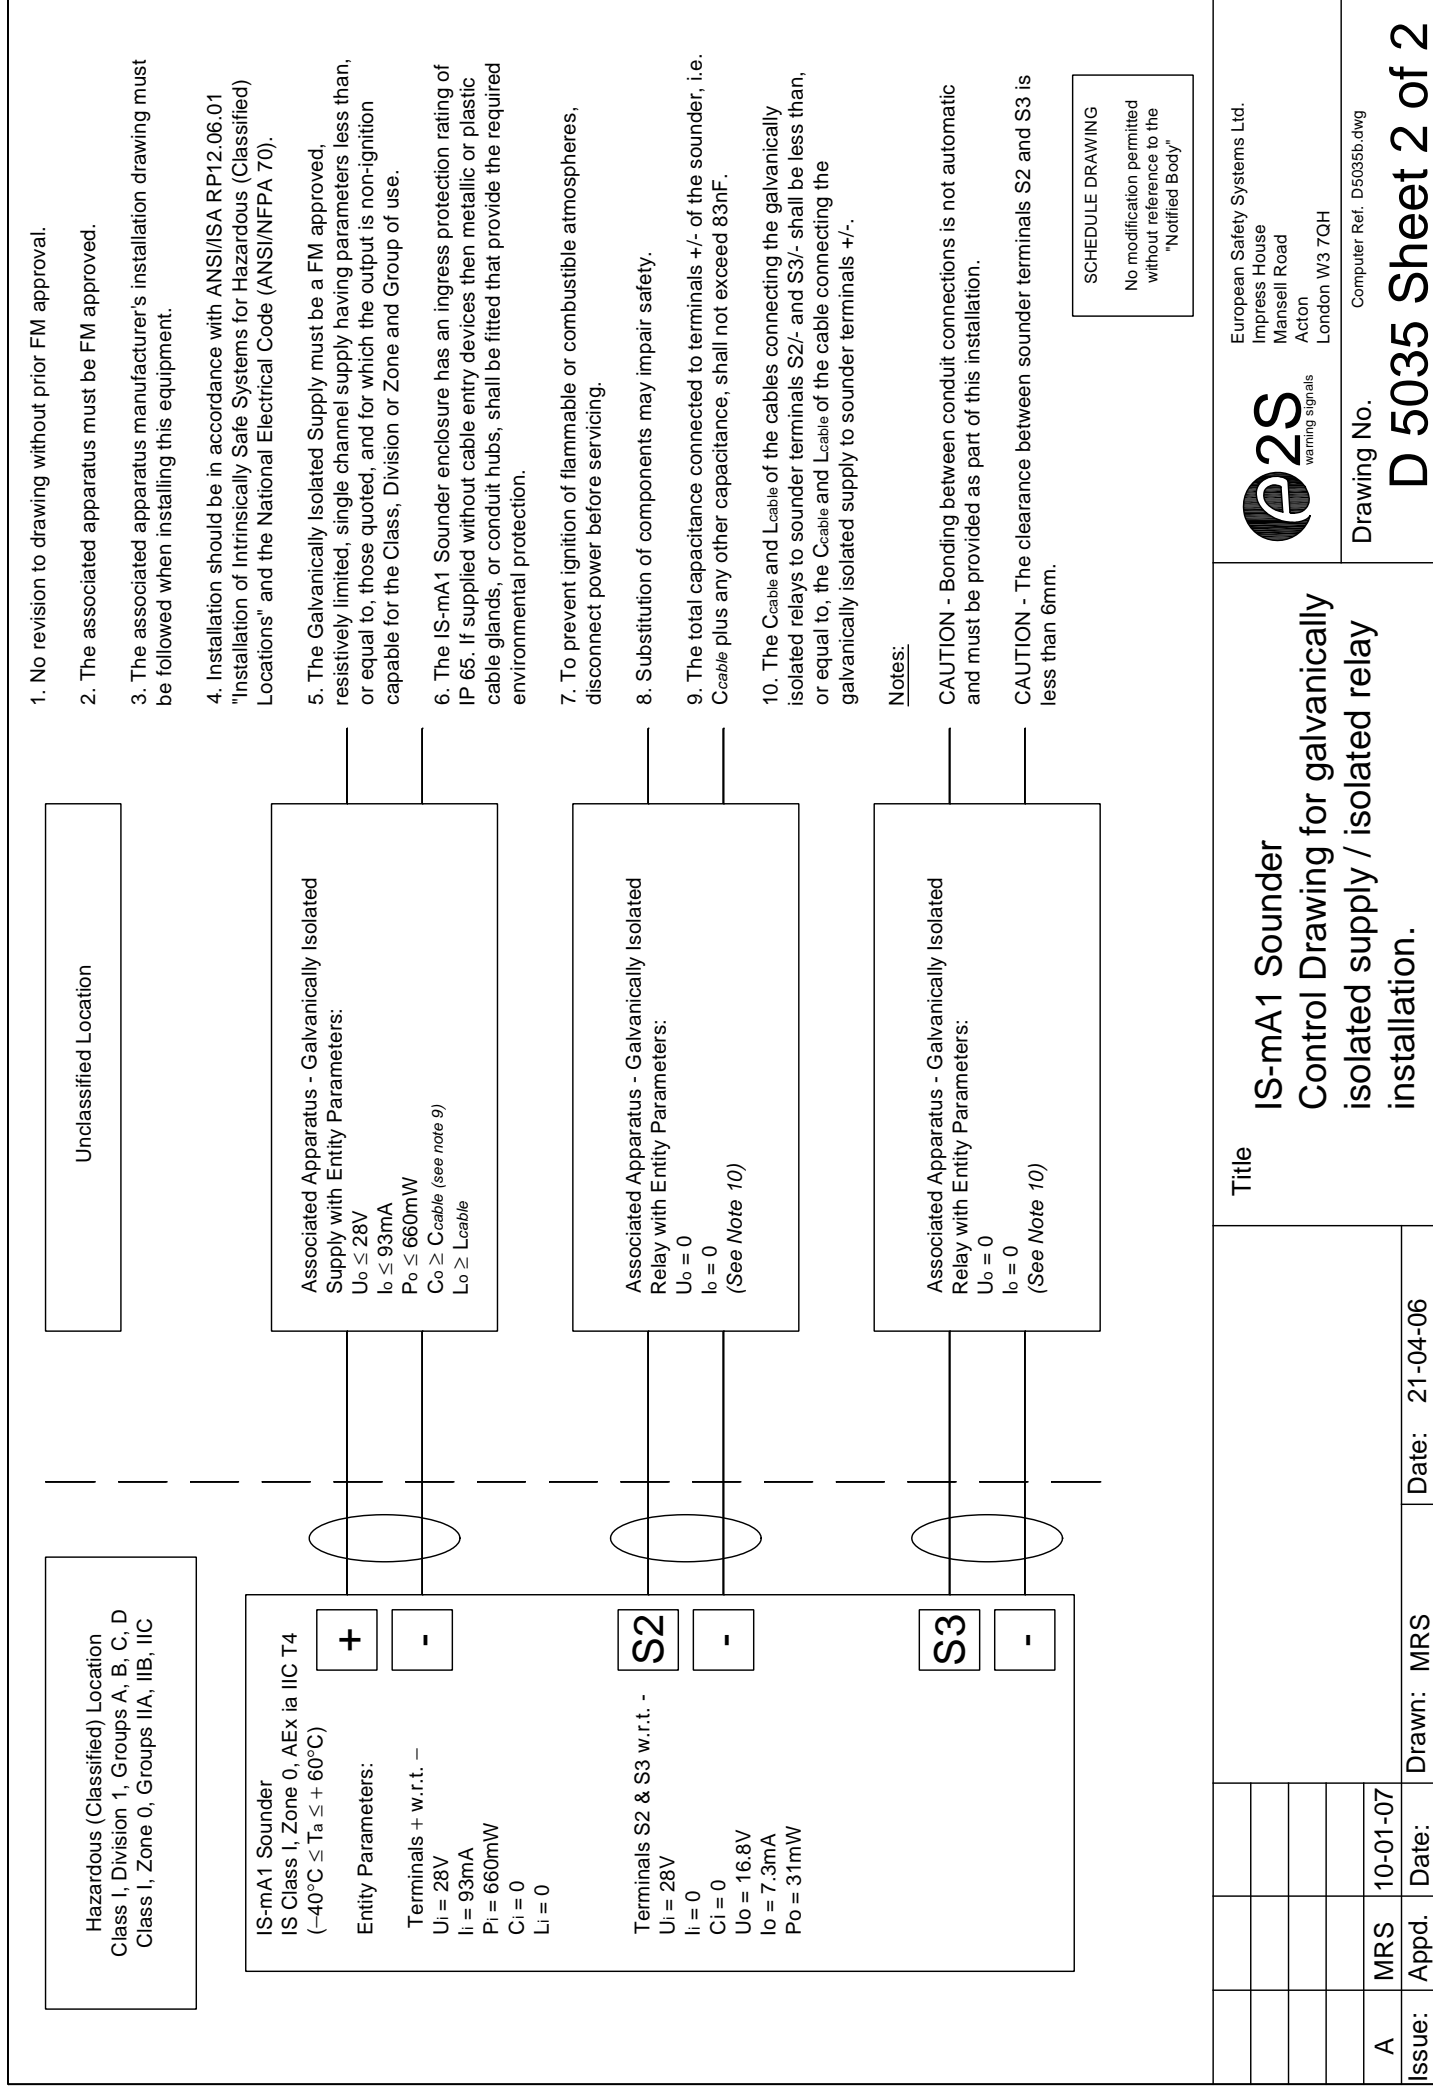 Hazardous (Classified) Location
Class I, Division 1, Groups A, B, C, D
Class I, Zone 0, Groups IIA, IIB, IIC
Unclassified Location
IS-mA1 Sounder
IS Class I, Zone 0, AEx ia IIC T4
(−40°C ≤ Ta ≤ + 60°C)
Entity Parameters:
Terminals + w.r.t. −
Ui = 28V
Ii = 93mA
Pi = 660mW
Ci = 0
Li = 0
Terminals S2 & S3 w.r.t. -
Ui = 28V
Ii = 0
Ci = 0
Uo = 16.8V
Io = 7.3mA
Po = 31mW
+
-
S2
-
S3
-
Associated Apparatus - Galvanically Isolated
Supply with Entity Parameters:
Uo ≤ 28V
Io ≤ 93mA
Po ≤ 660mW
Co ≥ Ccable (see note 9)
Lo ≥ Lcable
Associated Apparatus - Galvanically Isolated
Relay with Entity Parameters:
Uo = 0
Io = 0
(See Note 10)
Associated Apparatus - Galvanically Isolated
Relay with Entity Parameters:
Uo = 0
Io = 0
(See Note 10)
1. No revision to drawing without prior FM approval.
2. The associated apparatus must be FM approved.
3. The associated apparatus manufacturer's installation drawing must
be followed when installing this equipment.
4. Installation should be in accordance with ANSI/ISA RP12.06.01
"Installation of Intrinsically Safe Systems for Hazardous (Classified)
Locations" and the National Electrical Code (ANSI/NFPA 70).
5. The Galvanically Isolated Supply must be a FM approved,
resistively limited, single channel supply having parameters less than,
or equal to, those quoted, and for which the output is non-ignition
capable for the Class, Division or Zone and Group of use.
6. The IS-mA1 Sounder enclosure has an ingress protection rating of
IP 65. If supplied without cable entry devices then metallic or plastic
cable glands, or conduit hubs, shall be fitted that provide the required
environmental protection.
7. To prevent ignition of flammable or combustible atmospheres,
disconnect power before servicing.
8. Substitution of components may impair safety.
9. The total capacitance connected to terminals +/- of the sounder, i.e.
Ccable plus any other capacitance, shall not exceed 83nF.
10. The Ccable and Lcable of the cables connecting the galvanically
isolated relays to sounder terminals S2/- and S3/- shall be less than,
or equal to, the Ccable and Lcable of the cable connecting the
galvanically isolated supply to sounder terminals +/-.
Notes:
CAUTION - Bonding between conduit connections is not automatic
and must be provided as part of this installation.
CAUTION - The clearance between sounder terminals S2 and S3 is
less than 6mm.
SCHEDULE DRAWING
No modification permitted
without reference to the
"Notified Body"
A MRS 10-01-07
Issue: Appd. Date:
Drawn: MRS
Date: 21-04-06
Title
IS-mA1 Sounder
Control Drawing for galvanically
isolated supply / isolated relay
installation.
e2S
warning signals
European Safety Systems Ltd.
Impress House
Mansell Road
Acton
London W3 7QH
Drawing No.
Computer Ref. D5035b.dwg
D 5035 Sheet 2 of 2